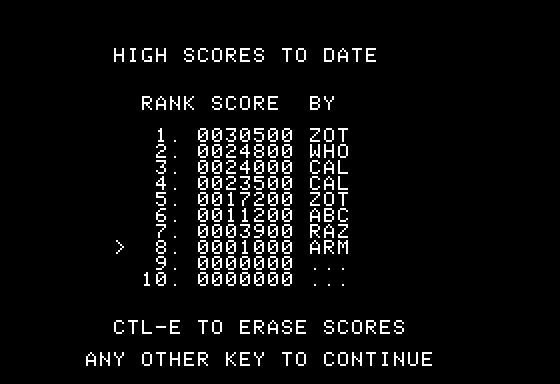 HIGH SCORES TO DATE
RANK SCORE BY
1. 0030500 ZOT
2. 0024800 WHO
3. 0024000 CAL
4. 0023500 CAL
5. 0017200 ZOT
6. 0011200 ABC
7. 0003900 RAZ
> 8. 0001000 ARM
9. 0000000 ...
10. 0000000 ...
CTL-E TO ERASE SCORES
ANY OTHER KEY TO CONTINUE